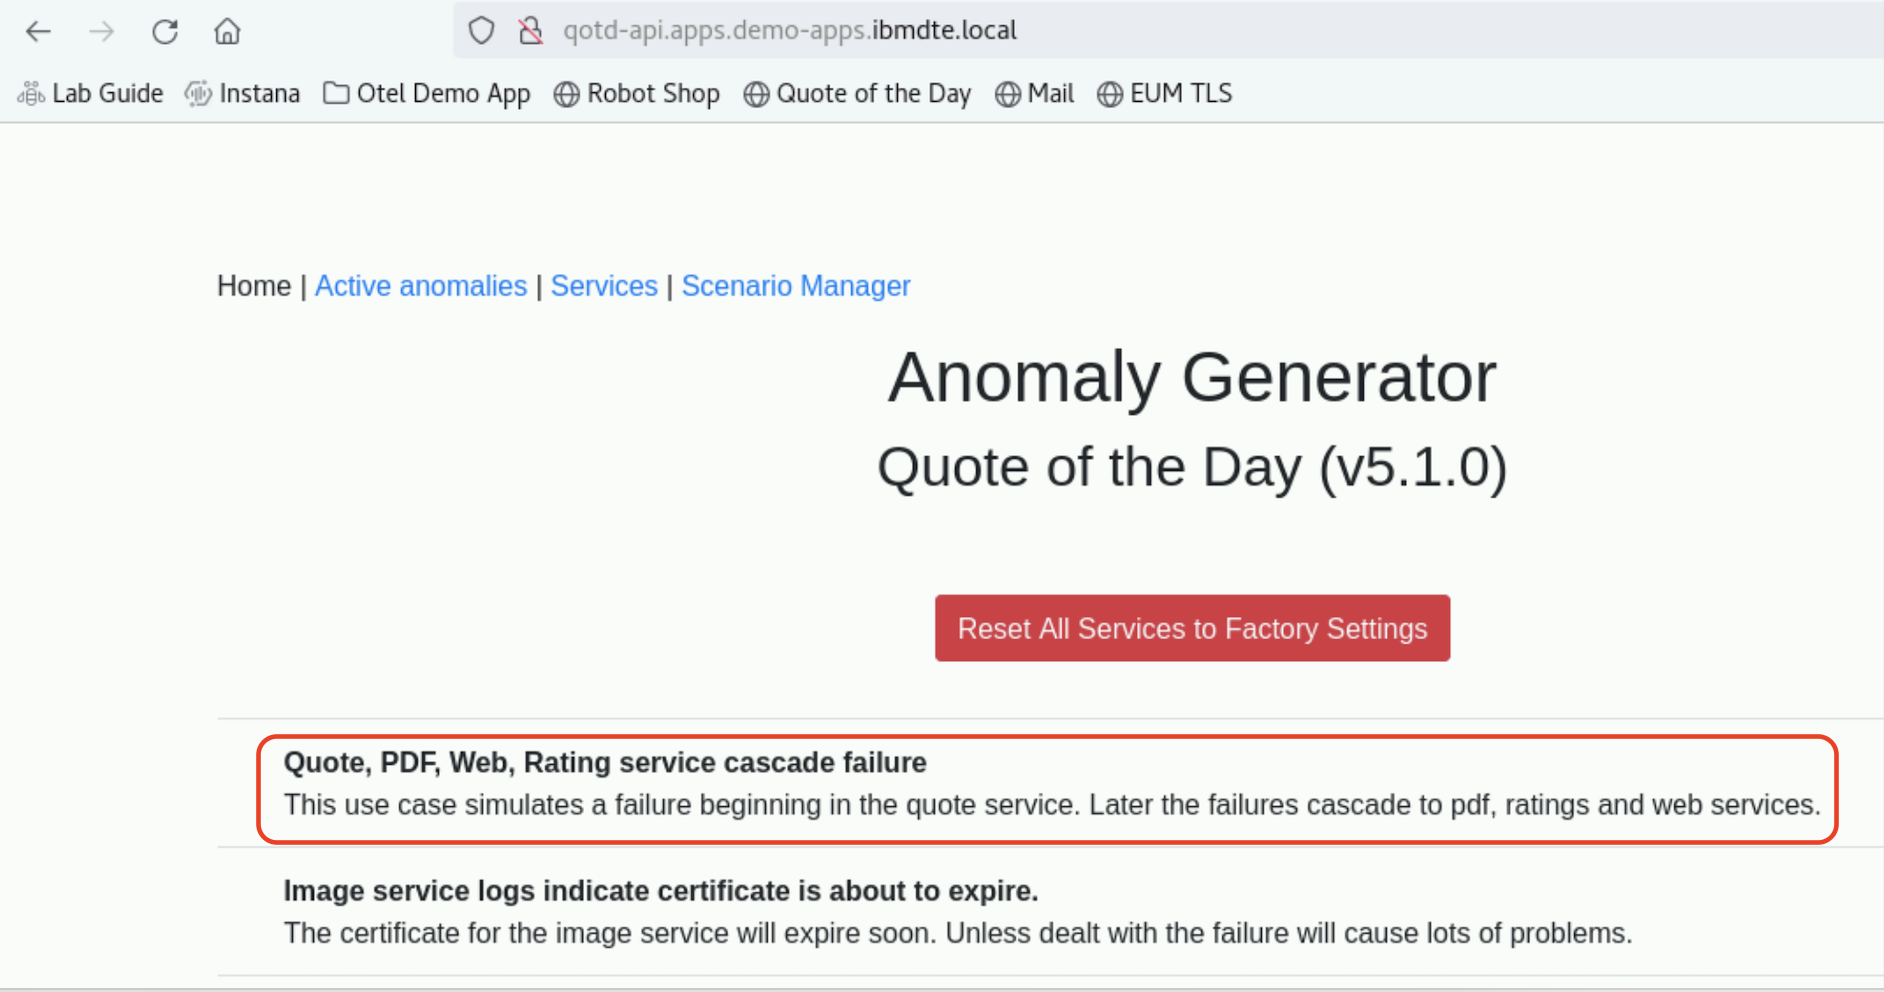 qotd-api.apps.demo-apps.ibmdte.local
Lab Guide Instana Otel Demo App Robot Shop Quote of the Day Mail EUM TLS
Home | Active anomalies | Services | Scenario Manager
Anomaly Generator
Quote of the Day (v5.1.0)
Reset All Services to Factory Settings
Quote, PDF, Web, Rating service cascade failure
This use case simulates a failure beginning in the quote service. Later the failures cascade to pdf, ratings and web services.
Image service logs indicate certificate is about to expire.
The certificate for the image service will expire soon. Unless dealt with the failure will cause lots of problems.